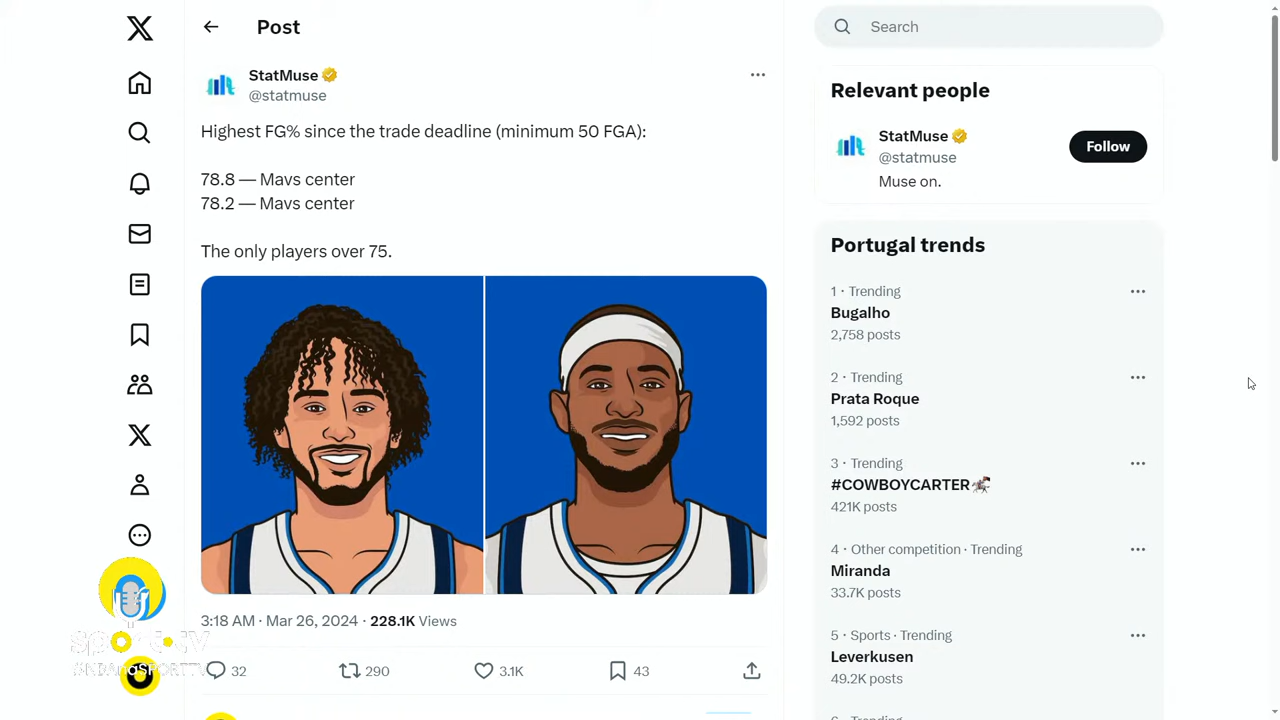 Post
Search
StatMuse
@statmuse
Highest FG% since the trade deadline (minimum 50 FGA):
78.8 — Mavs center
78.2 — Mavs center
The only players over 75.
3:18 AM · Mar 26, 2024 · 228.1K Views
32
290
3.1K
43
Relevant people
StatMuse
@statmuse
Follow
Muse on.
Portugal trends
1 · Trending
Bugalho
2,758 posts
2 · Trending
Prata Roque
1,592 posts
3 · Trending
#COWBOYCARTER
421K posts
4 · Other competition · Trending
Miranda
33.7K posts
5 · Sports · Trending
Leverkusen
49.2K posts
sport.tv